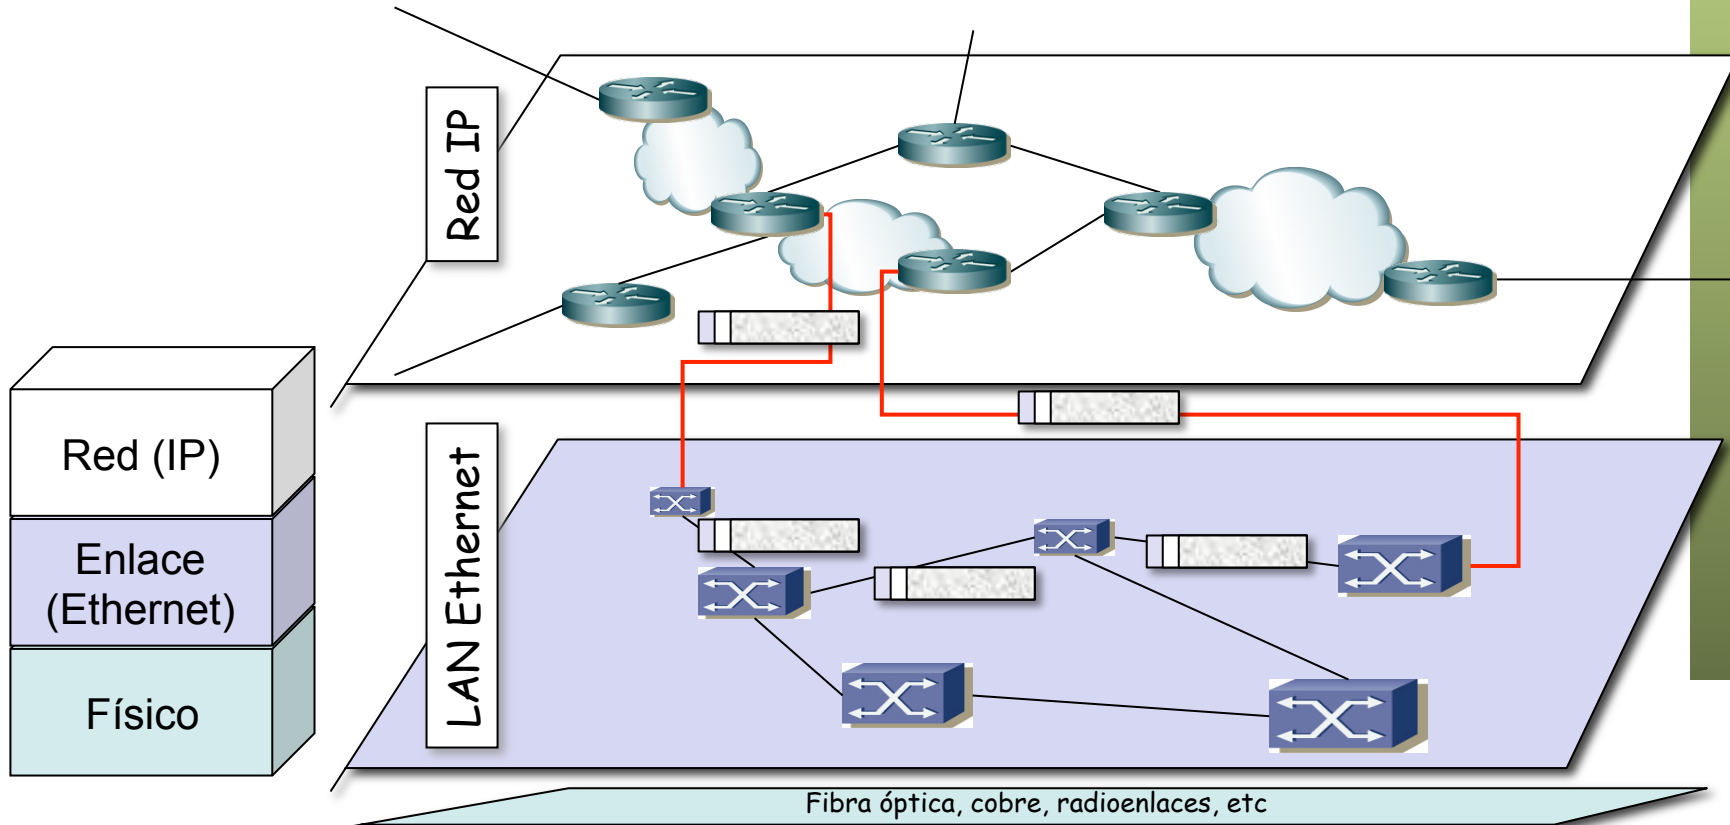 Red IP
Red (IP)
Enlace
(Ethernet)
Físico
LAN Ethernet
Fibra óptica, cobre, radioenlaces, etc